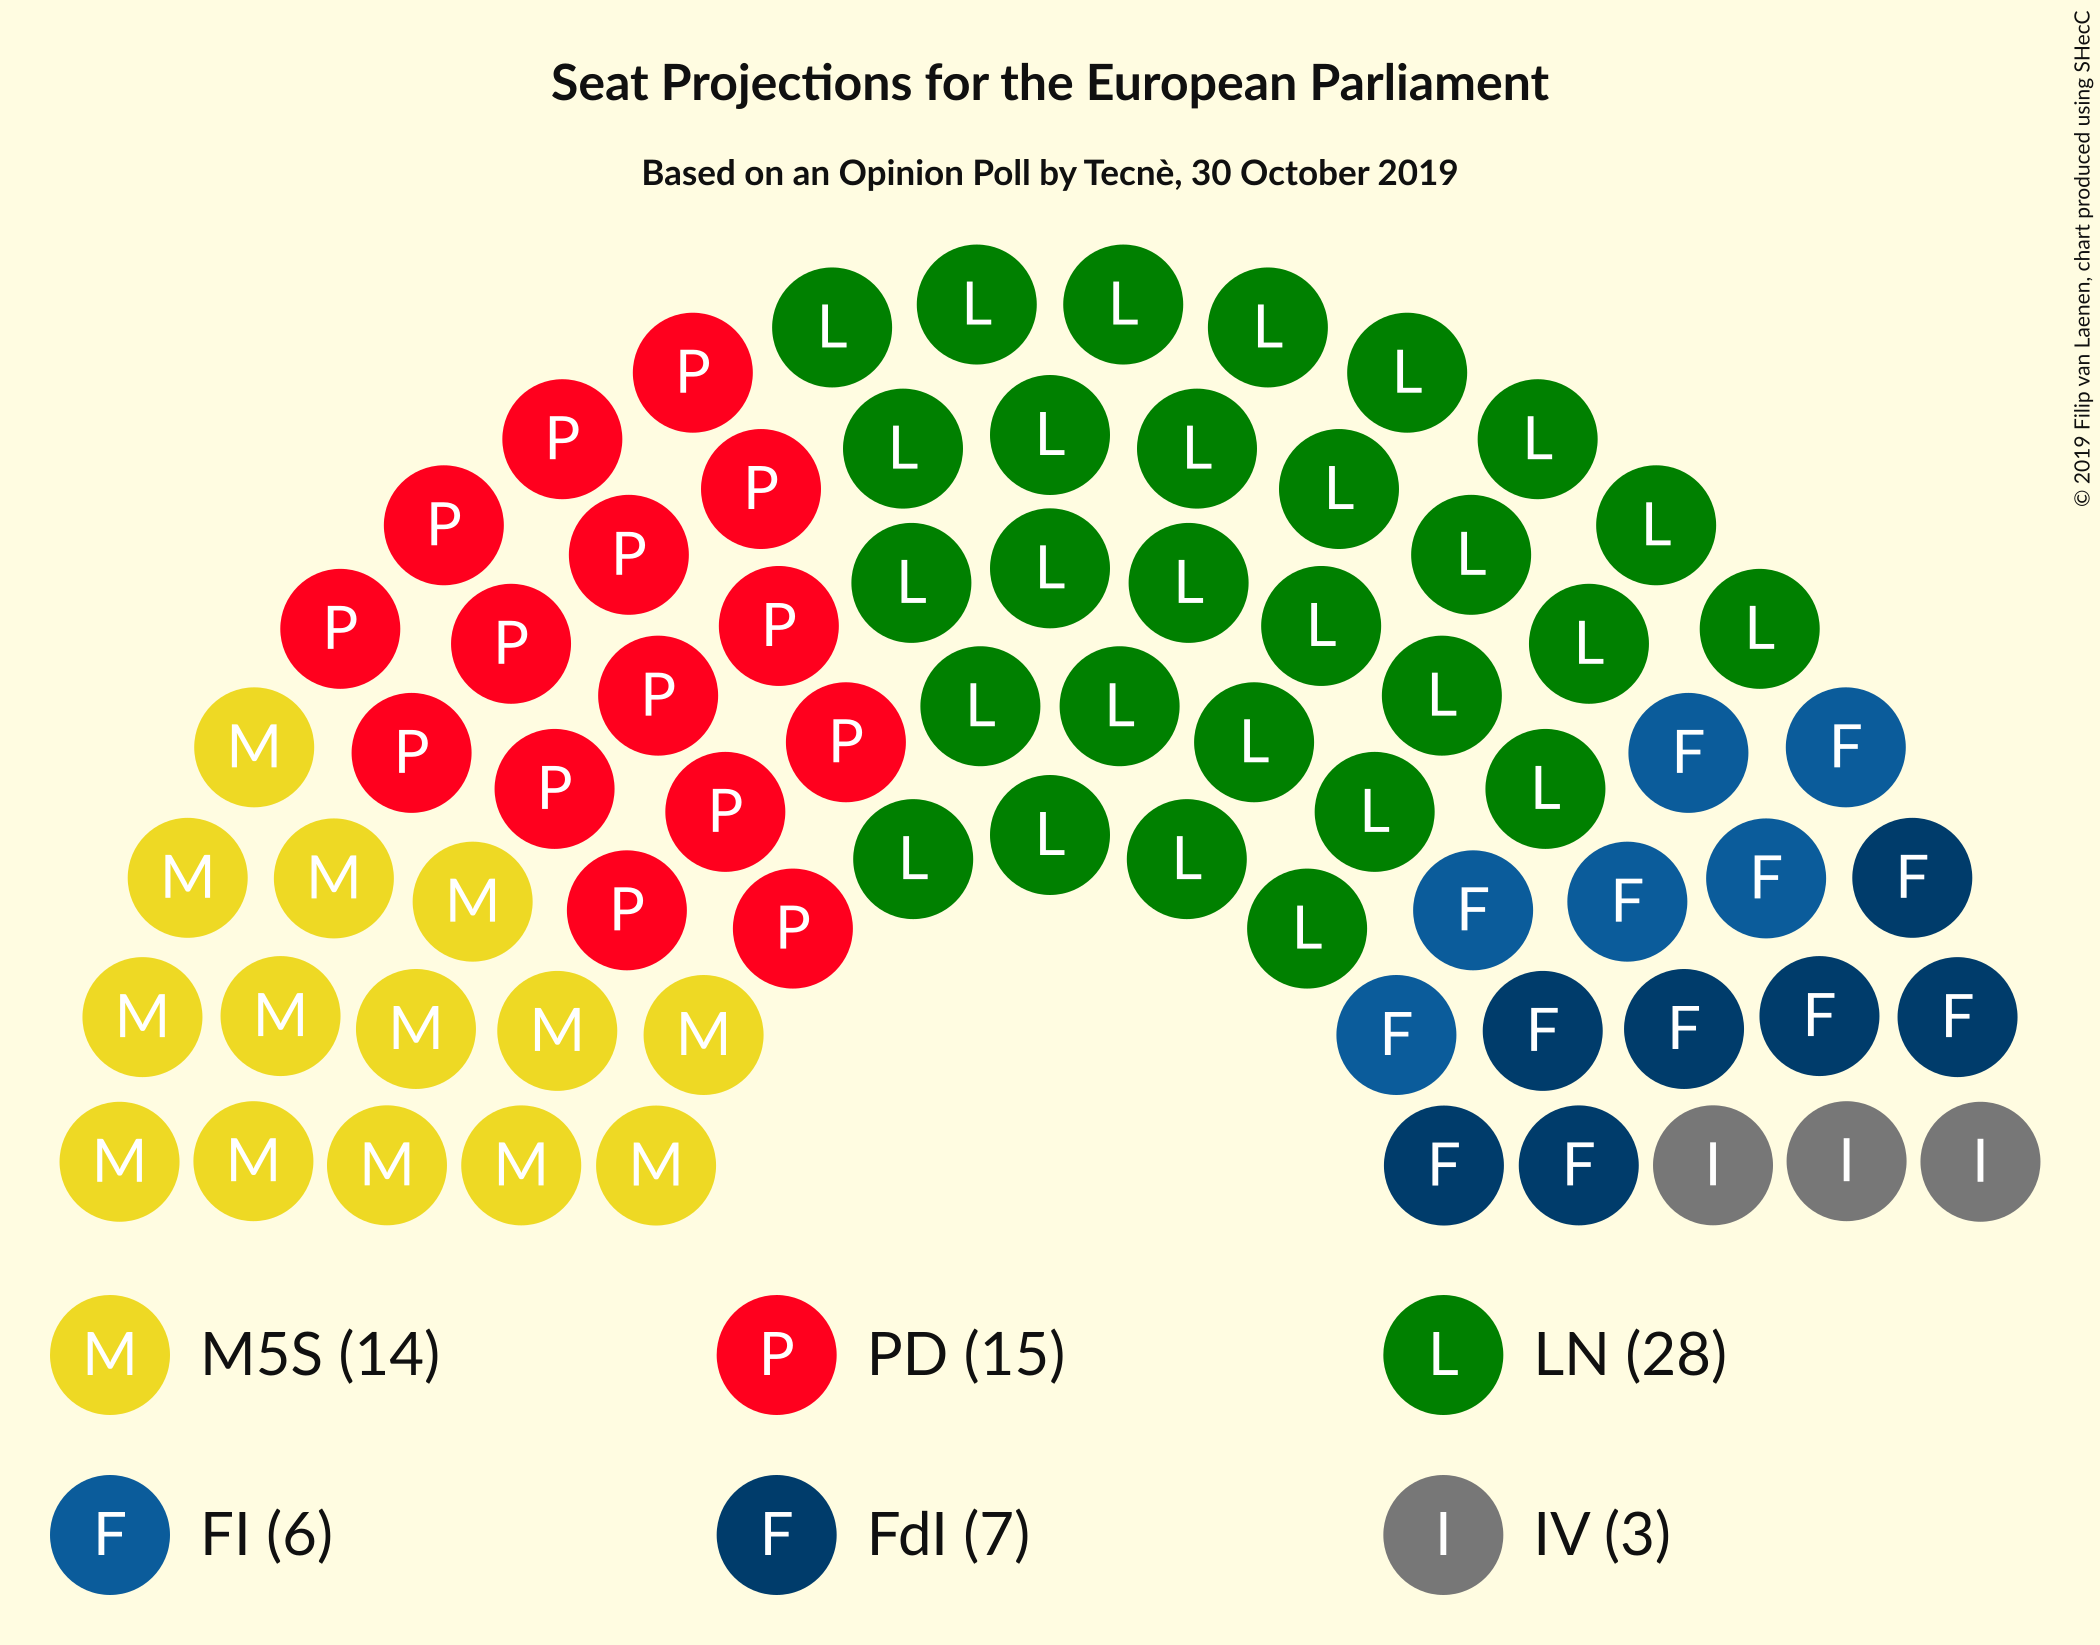 Seat Projections for the European Parliament
Based on an Opinion Poll by Tecnè, 30 October 2019
© 2019 Filip van Laenen, chart produced using SHecC
L L L L
P L
P L
L L L
P L
P L
P L
L L L
P L
P L
P L
P L
P L
L L
P L
M F
P F
P L
P L
L L L
M M F F
M F
P F
P L
M M F F
M F
M F
M F
M M F I I
M M M F F I
M M5S (14) P PD (15) L LN (28)
F FI (6) F FdI (7) I IV (3)